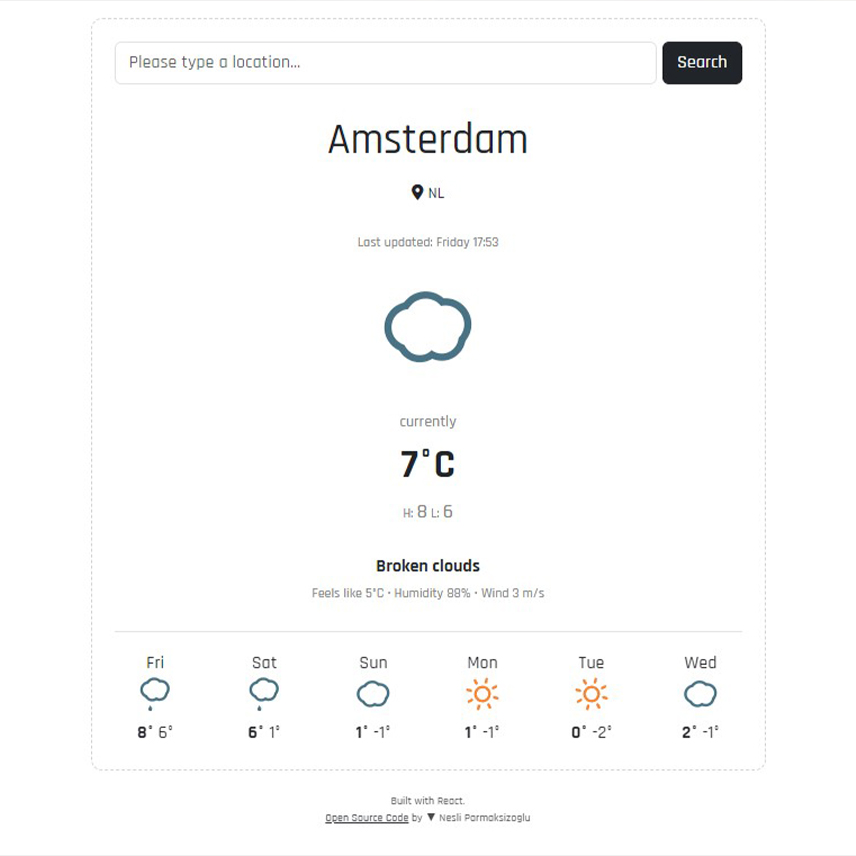 Please type a location...
Search
Amsterdam
NL
Last updated: Friday 17:53
currently
7°C
H: 8 L: 6
Broken clouds
Feels like 5°C · Humidity 88% · Wind 3 m/s
Fri Sat Sun Mon Tue Wed
8° 6° 6° 1° 1° -1° 1° -1° 0° -2° 2° -1°
Built with React.
Open Source Code by ▼ Nesli Parmaksizoglu